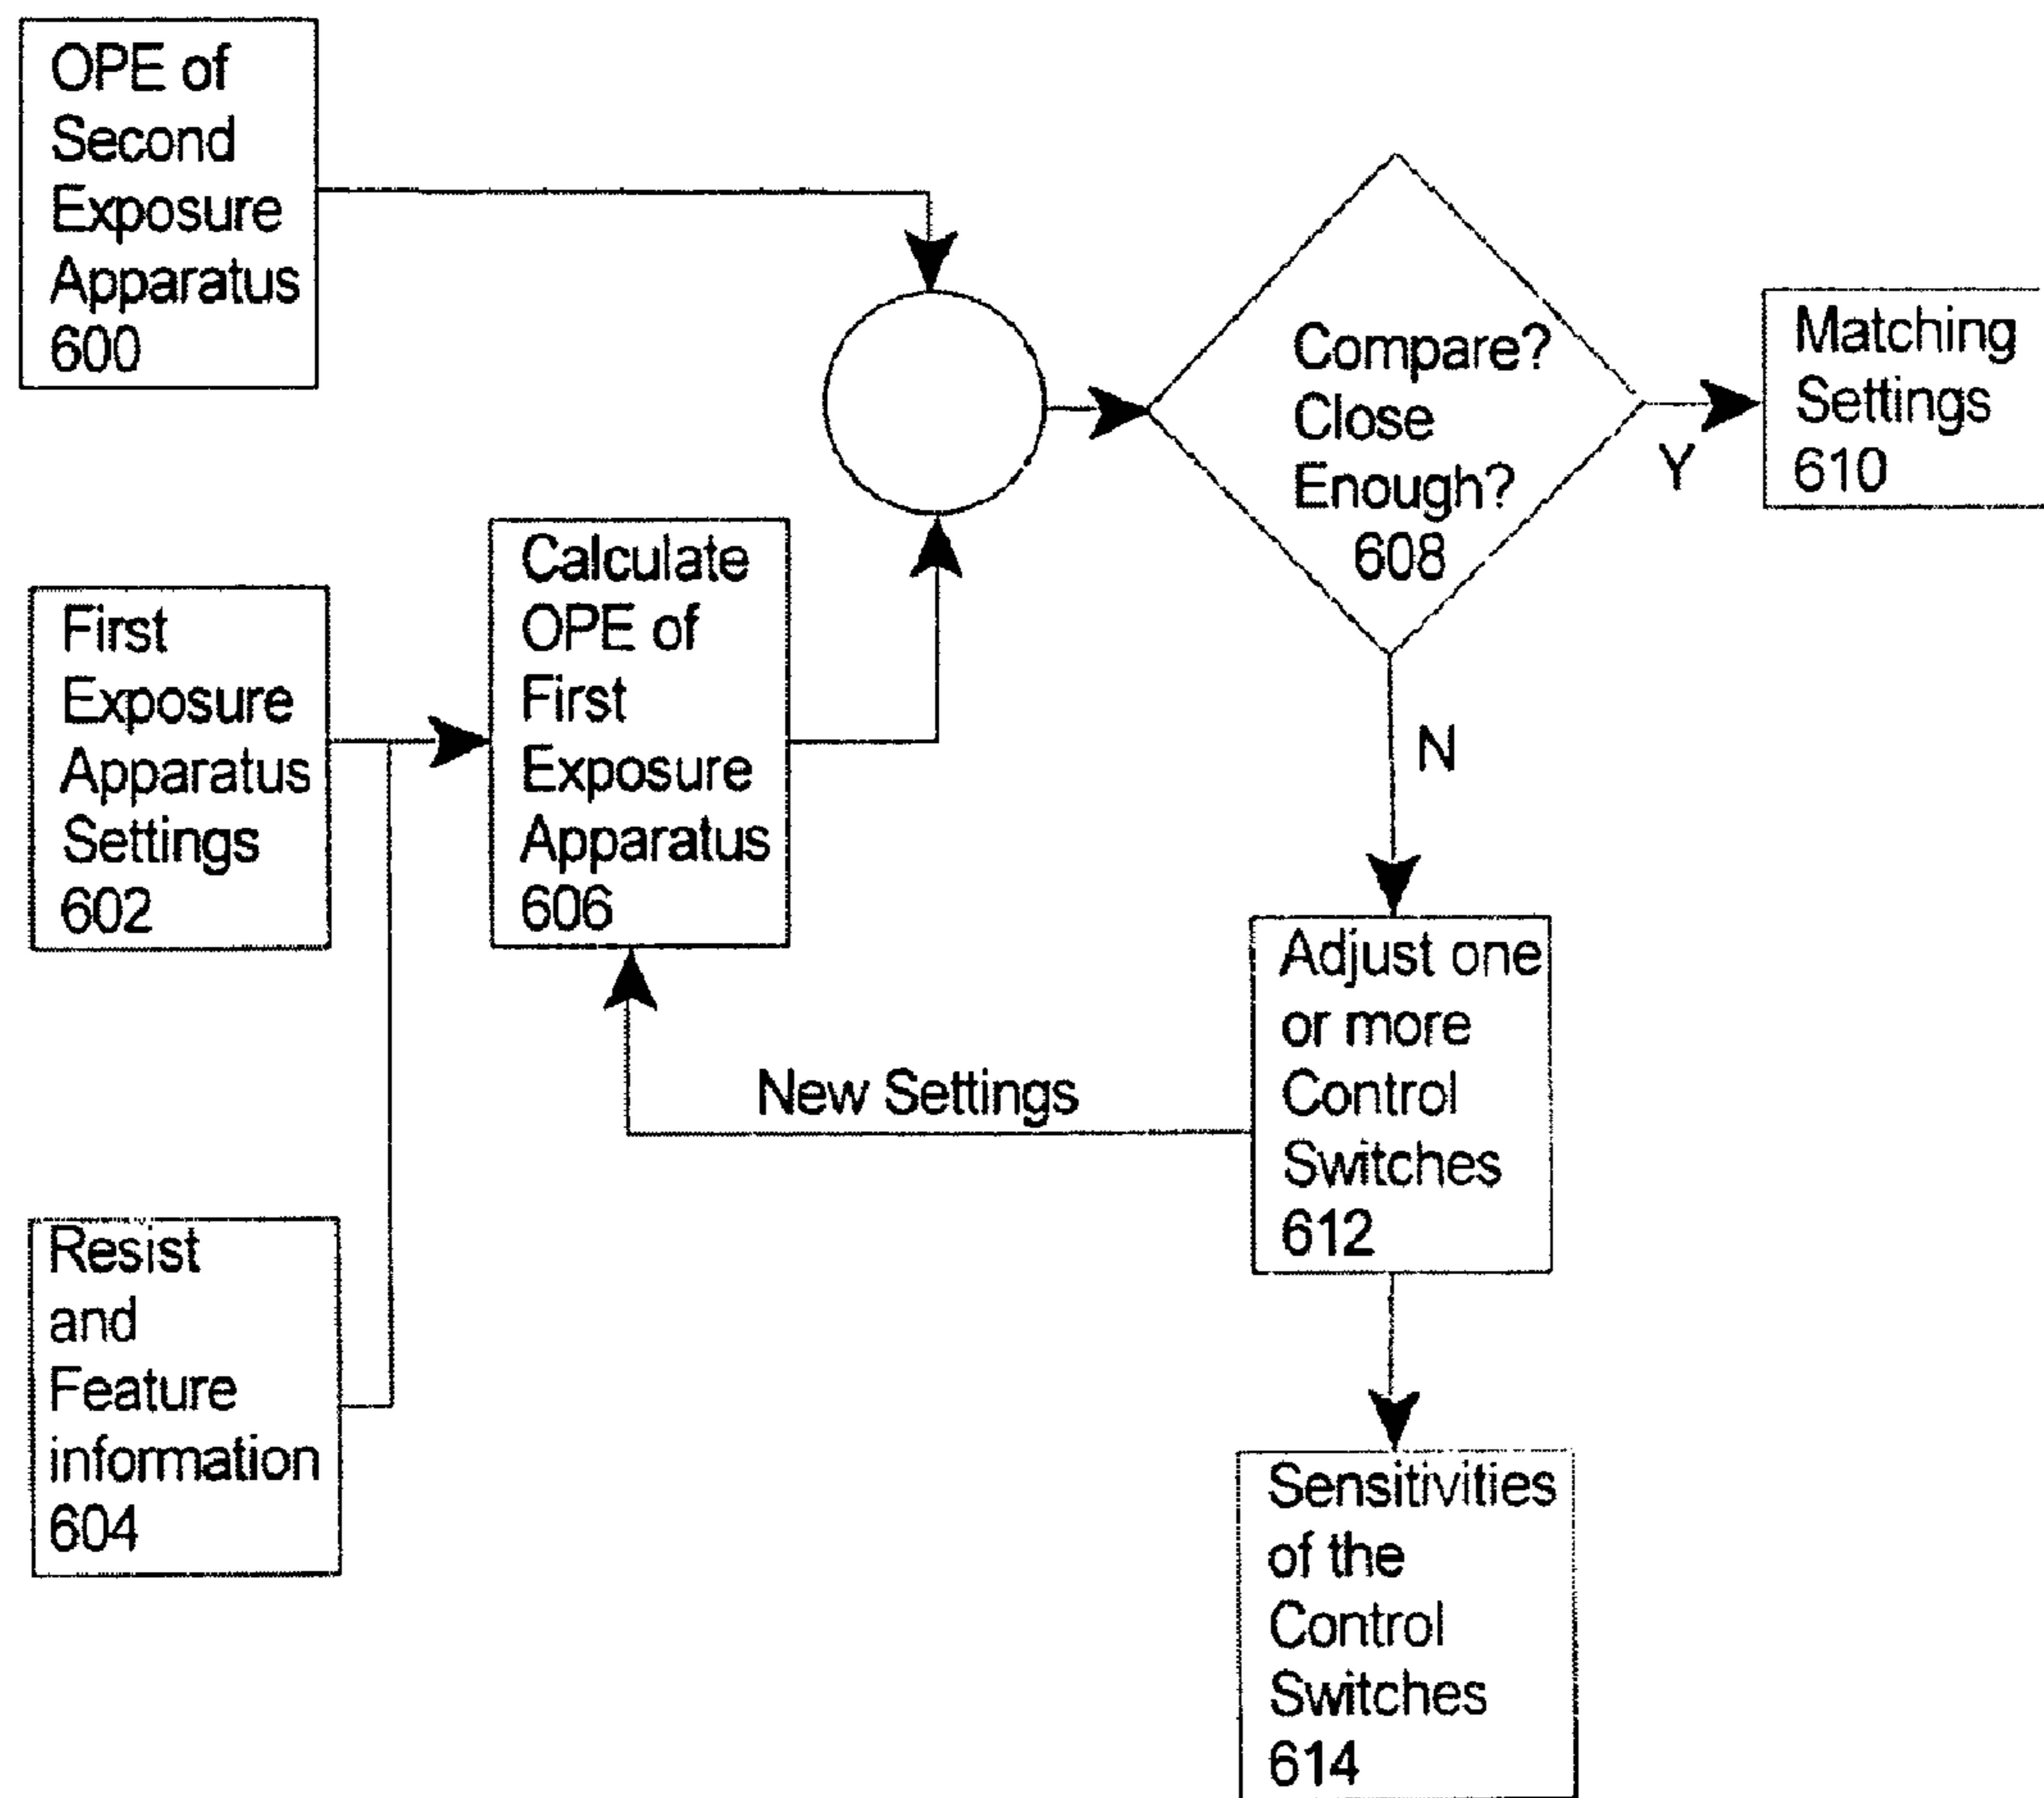 OPE of
Second
Exposure
Apparatus
600
Compare?
Close
Enough?
608
Y
Matching
Settings
610
First
Exposure
Apparatus
Settings
602
Calculate
OPE of
First
Exposure
Apparatus
606
N
Adjust one
or more
Control
Switches
612
New Settings
Resist
and
Feature
information
604
Sensitivities
of the
Control
Switches
614